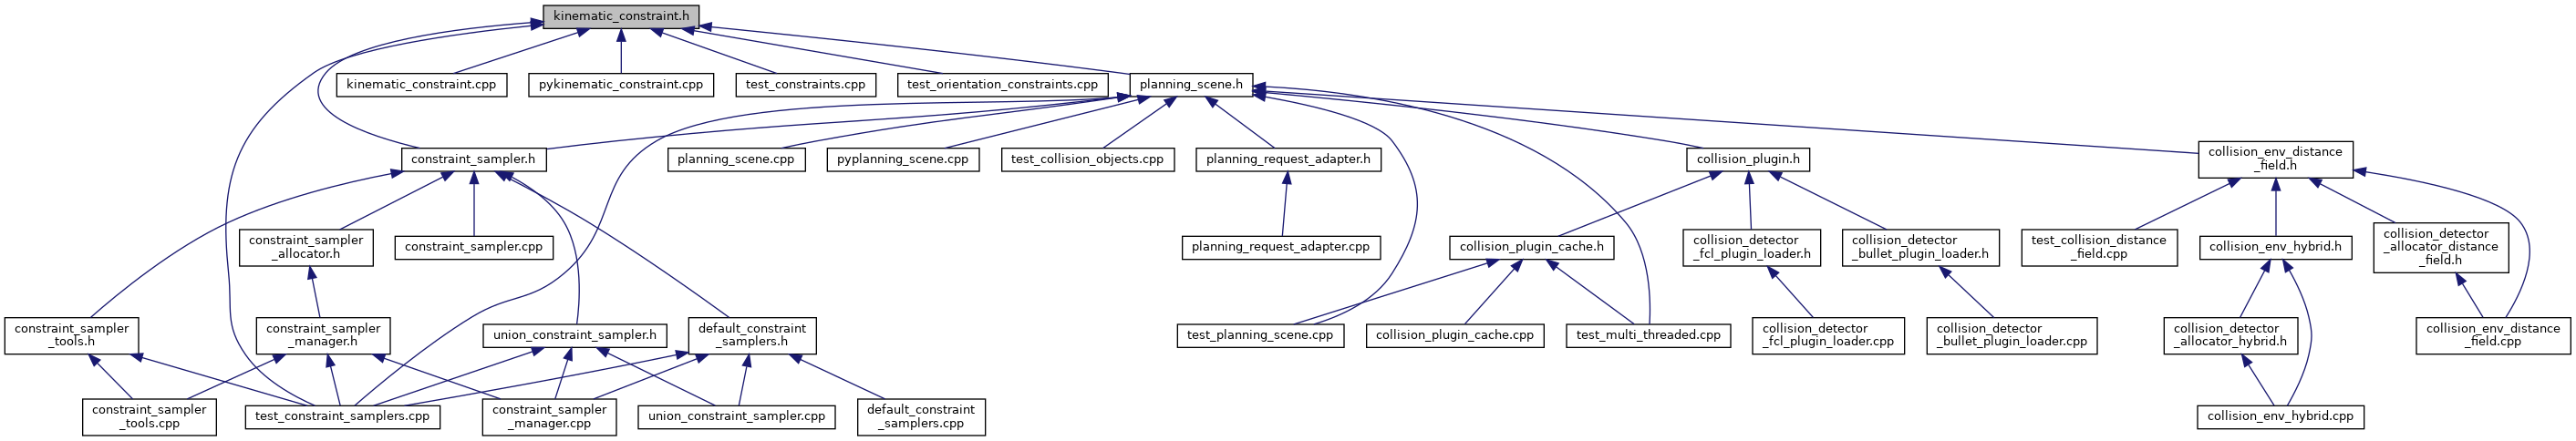 kinematic_constraint.h
kinematic_constraint.cpp
pykinematic_constraint.cpp
test_constraints.cpp
test_orientation_constraints.cpp
planning_scene.h
constraint_sampler.h
planning_scene.cpp
pyplanning_scene.cpp
test_collision_objects.cpp
planning_request_adapter.h
collision_plugin.h
collision_env_distance
_field.h
constraint_sampler
_allocator.h
constraint_sampler.cpp
planning_request_adapter.cpp
collision_plugin_cache.h
collision_detector
_fcl_plugin_loader.h
collision_detector
_bullet_plugin_loader.h
test_collision_distance
_field.cpp
collision_env_hybrid.h
collision_detector
_allocator_distance
_field.h
constraint_sampler
_tools.h
constraint_sampler
_manager.h
union_constraint_sampler.h
default_constraint
_samplers.h
test_planning_scene.cpp
collision_plugin_cache.cpp
test_multi_threaded.cpp
collision_detector
_fcl_plugin_loader.cpp
collision_detector
_bullet_plugin_loader.cpp
collision_detector
_allocator_hybrid.h
collision_env_distance
_field.cpp
constraint_sampler
_tools.cpp
test_constraint_samplers.cpp
constraint_sampler
_manager.cpp
union_constraint_sampler.cpp
default_constraint
_samplers.cpp
collision_env_hybrid.cpp